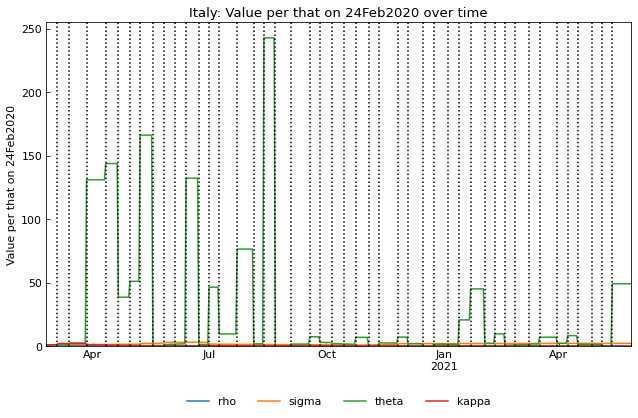 Italy: Value per that on 24Feb2020 over time
Value per that on 24Feb2020
250
200
150
100
50
0
Apr Jul Oct Jan Apr
2021
rho sigma theta kappa